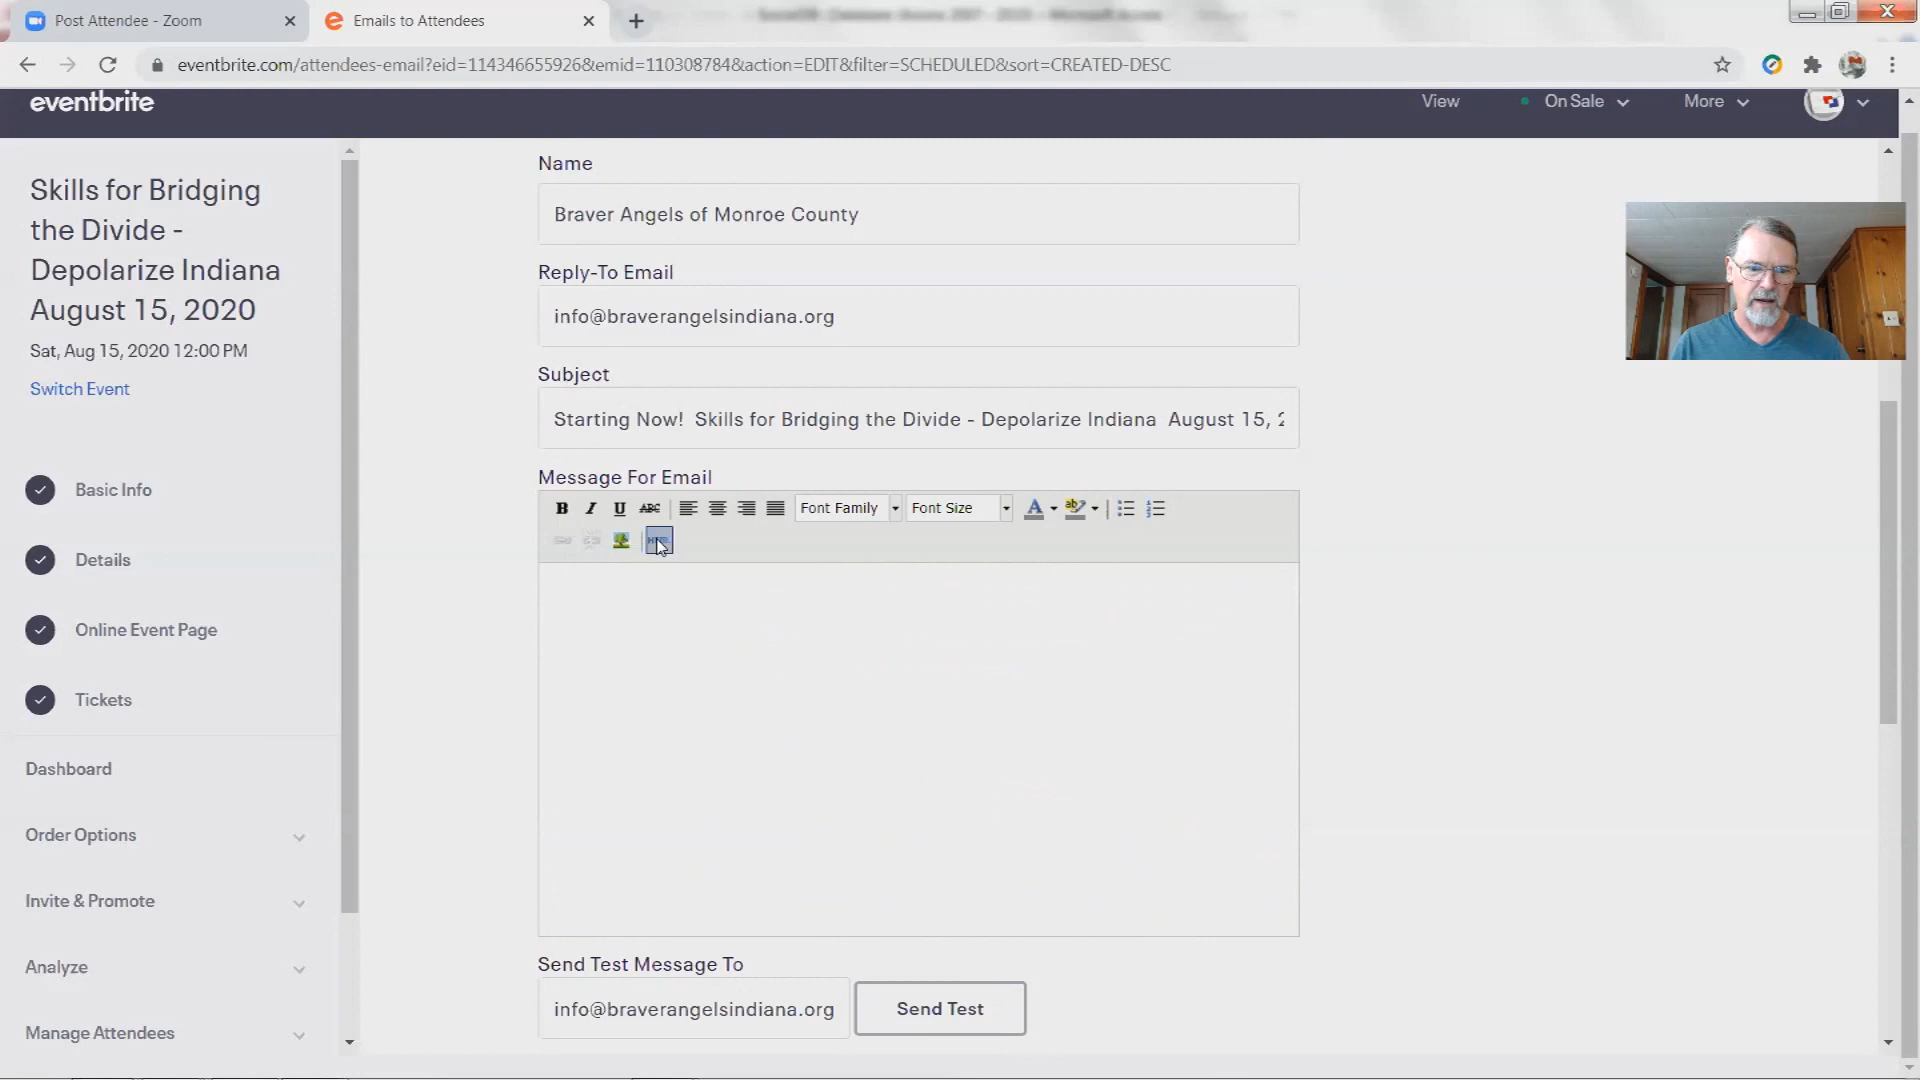 Post Attendee - Zoom
Emails to Attendees
eventbrite.com/attendees-email?eid=114346655926&emid=110308784&action=EDIT&filter=SCHEDULED&sort=CREATED-DESC
eventbrite
View
On Sale
More
Skills for Bridging
the Divide -
Depolarize Indiana
August 15, 2020
Sat, Aug 15, 2020 12:00 PM
Switch Event
Basic Info
Details
Online Event Page
Tickets
Dashboard
Order Options
Invite & Promote
Analyze
Manage Attendees
Name
Braver Angels of Monroe County
Reply-To Email
info@braverangelsindiana.org
Subject
Starting Now! Skills for Bridging the Divide - Depolarize Indiana August 15, 2
Message For Email
B I U ABC Font Family Font Size A ab
Send Test Message To
info@braverangelsindiana.org Send Test